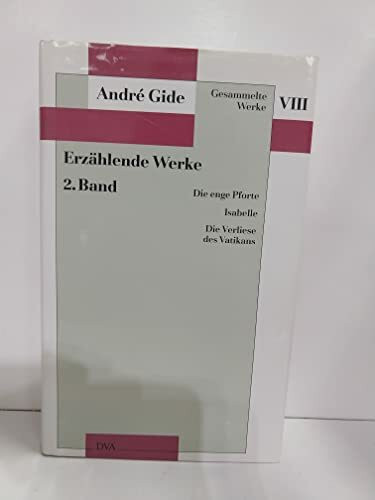 André Gide
Gesammelte
Werke
VIII
Erzählende Werke
2. Band
Die enge Pforte
Isabelle
Die Verliese
des Vatikans
DVA